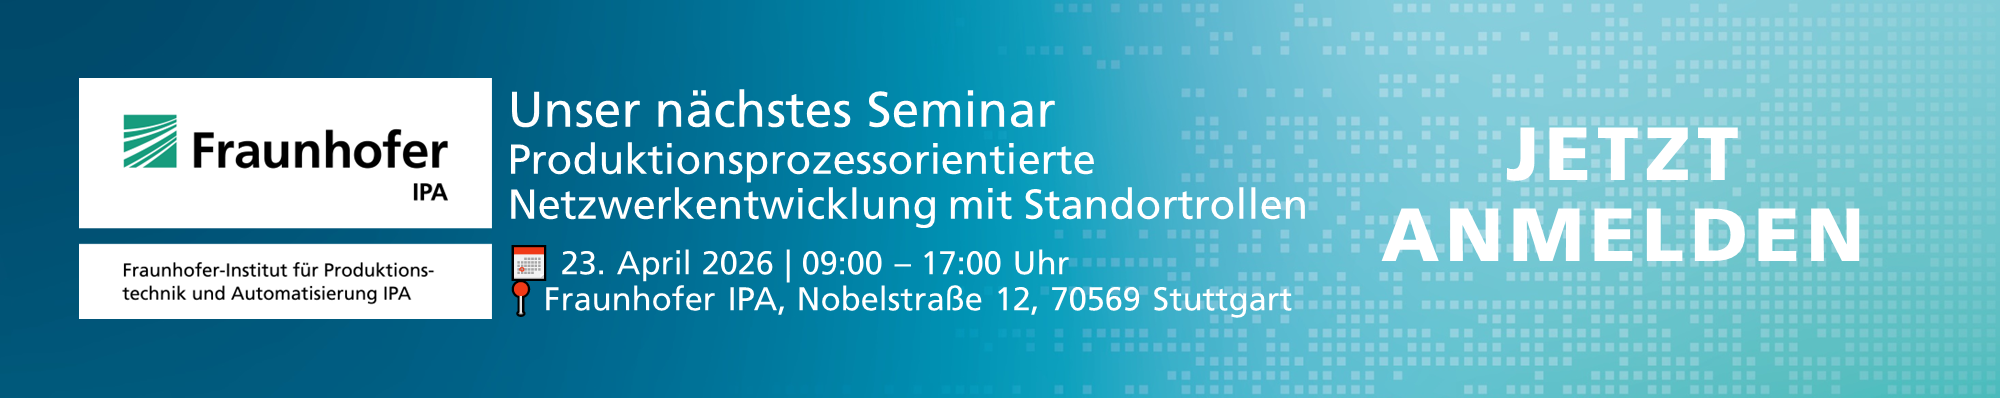 Fraunhofer
IPA
Fraunhofer-Institut für Produktions-
technik und Automatisierung IPA
Unser nächstes Seminar
Produktionsprozessorientierte
Netzwerkentwicklung mit Standortrollen
23. April 2026 | 09:00 – 17:00 Uhr
Fraunhofer IPA, Nobelstraße 12, 70569 Stuttgart
JETZT
ANMELDEN